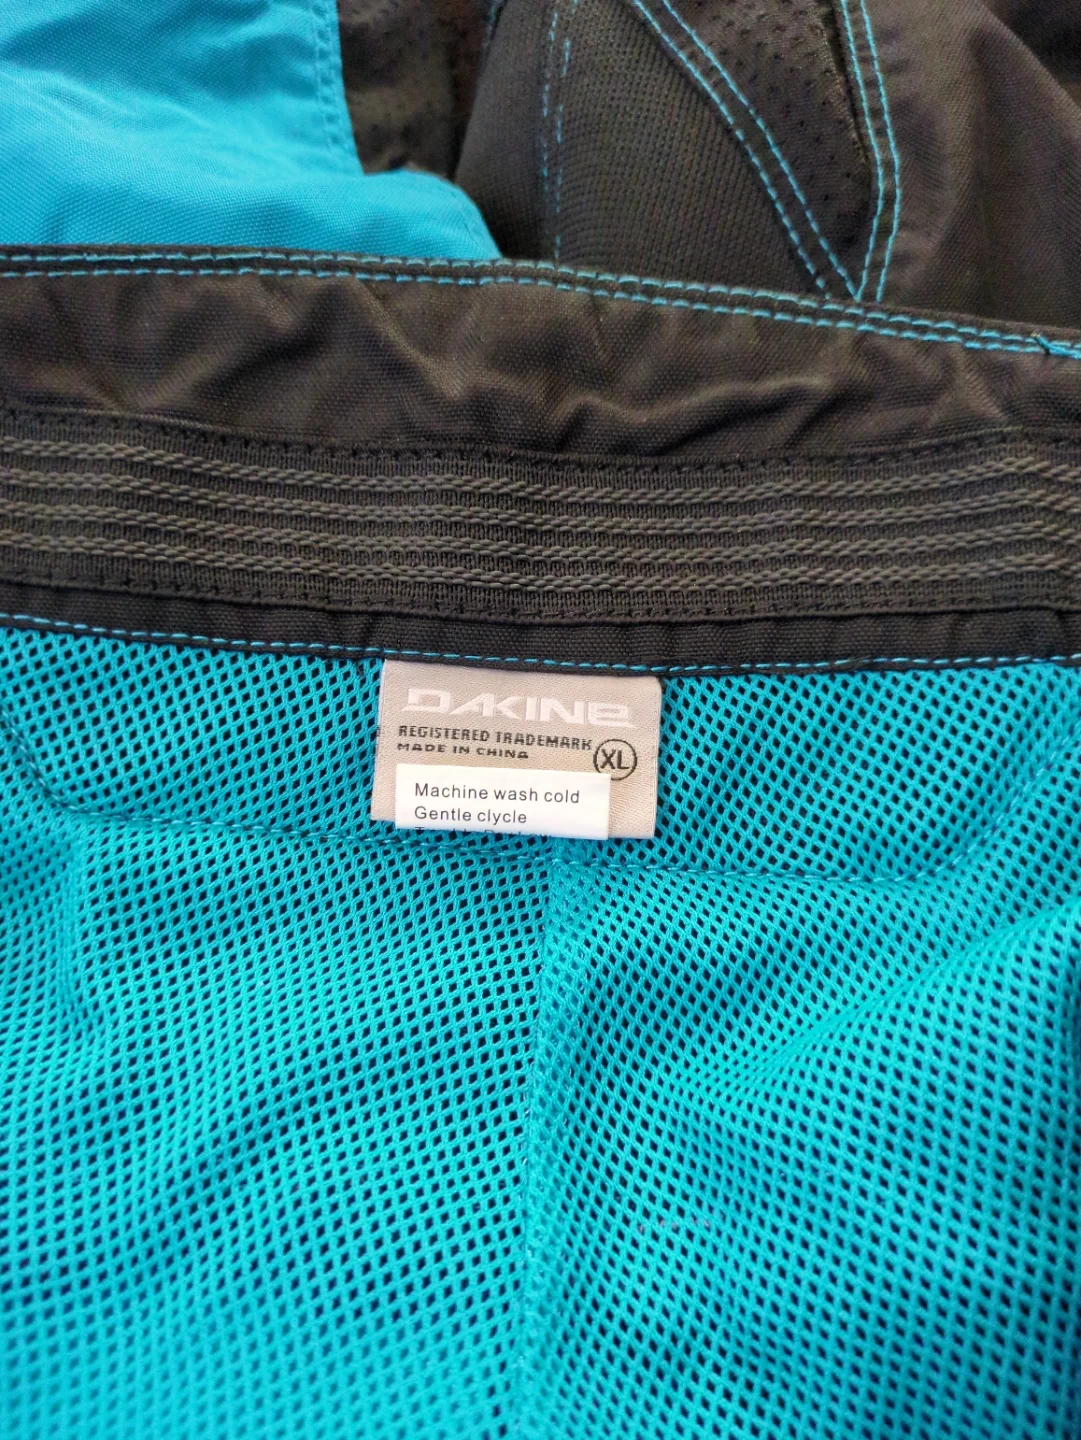 DAKINE
REGISTERED TRADEMARK
MADE IN CHINA
XL
Machine wash cold
Gentle clycle